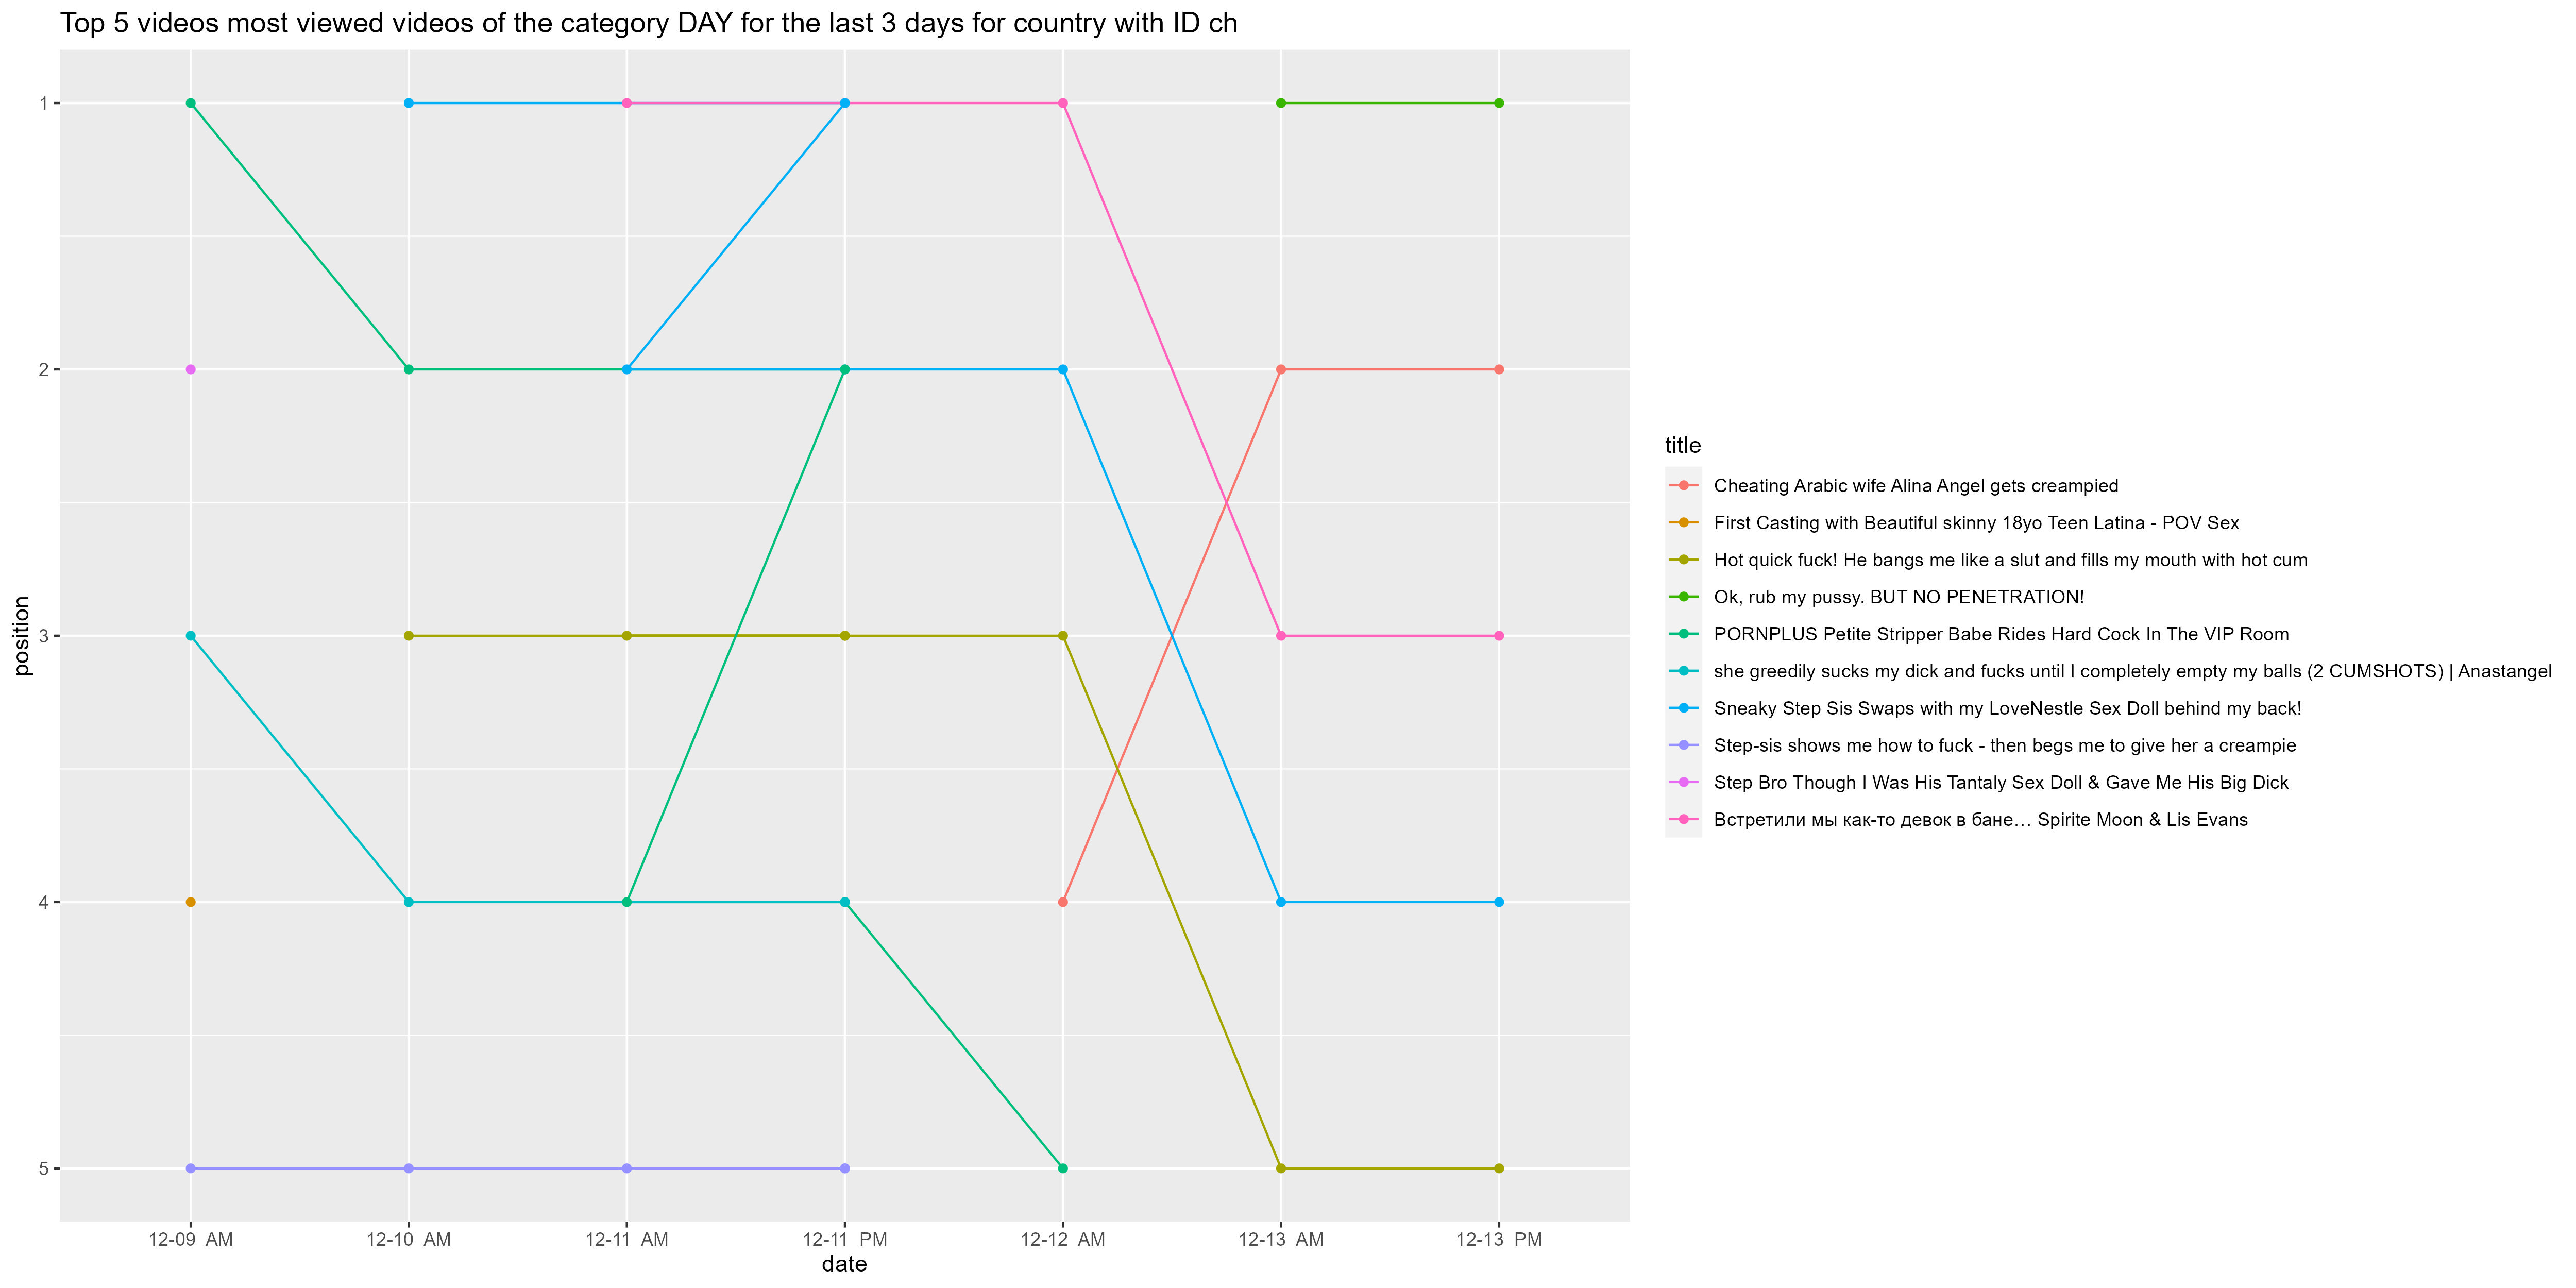 Top 5 videos most viewed videos of the category DAY for the last 3 days for country with ID ch
position
1
2
3
4
5
12-09 AM
12-10 AM
12-11 AM
12-11 PM
12-12 AM
12-13 AM
12-13 PM
date
title
Cheating Arabic wife Alina Angel gets creampied
First Casting with Beautiful skinny 18yo Teen Latina - POV Sex
Hot quick fuck! He bangs me like a slut and fills my mouth with hot cum
Ok, rub my pussy. BUT NO PENETRATION!
PORNPLUS Petite Stripper Babe Rides Hard Cock In The VIP Room
she greedily sucks my dick and fucks until I completely empty my balls (2 CUMSHOTS) | Anastangel
Sneaky Step Sis Swaps with my LoveNestle Sex Doll behind my back!
Step-sis shows me how to fuck - then begs me to give her a creampie
Step Bro Though I Was His Tantaly Sex Doll & Gave Me His Big Dick
Встретили мы как-то девок в бане… Spirite Moon & Lis Evans